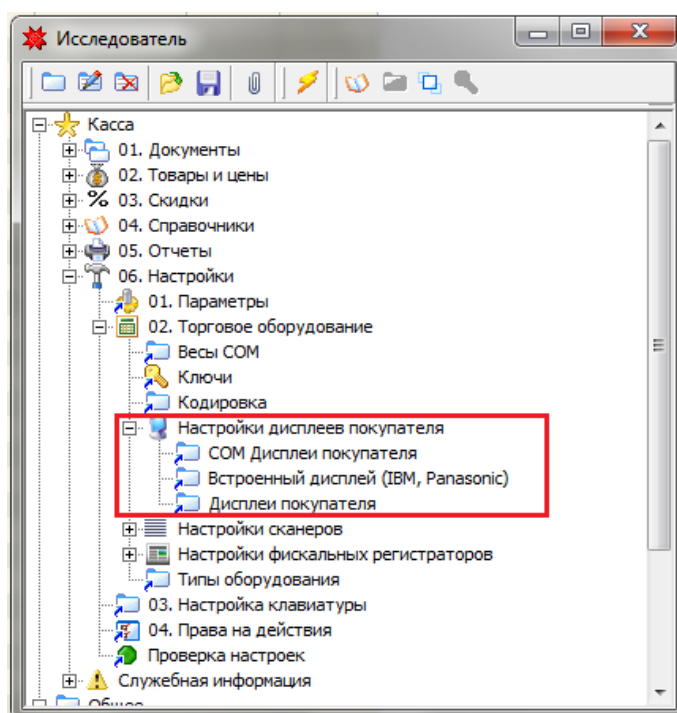 Исследователь
Касса
01. Документы
02. Товары и цены
% 03. Скидки
04. Справочники
05. Отчеты
06. Настройки
01. Параметры
02. Торговое оборудование
Весы COM
Ключи
Кодировка
Настройки дисплеев покупателя
COM Дисплеи покупателя
Встроенный дисплей (IBM, Panasonic)
Дисплеи покупателя
Настройки сканеров
Настройки фискальных регистраторов
Типы оборудования
03. Настройка клавиатуры
04. Права на действия
Проверка настроек
Служебная информация
Общее